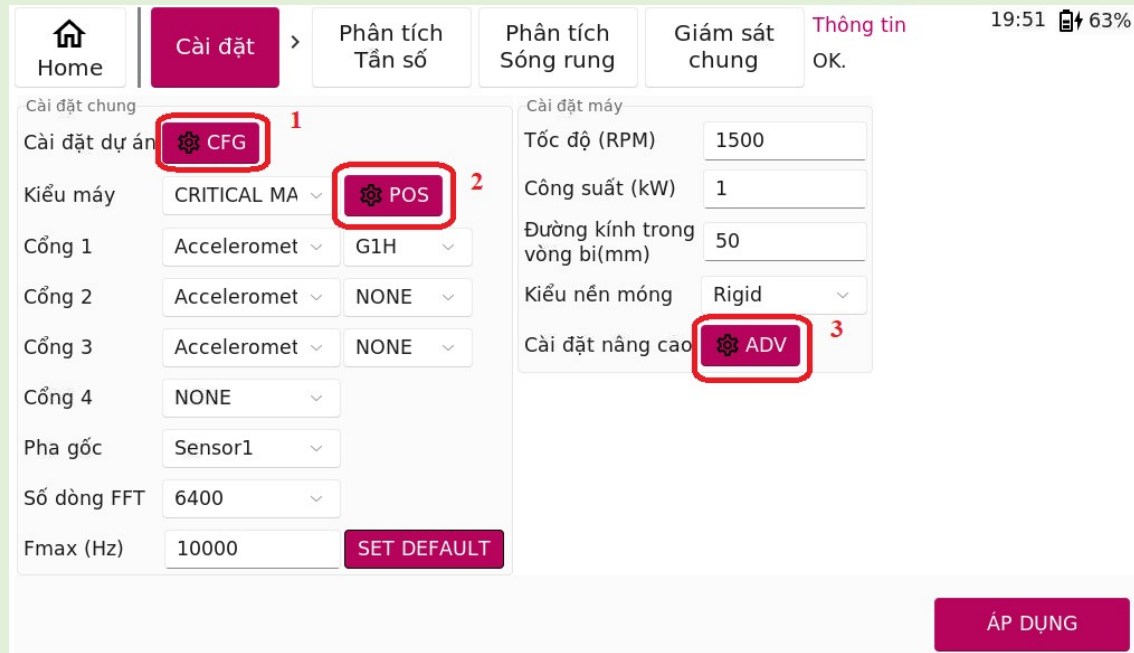 Home
Cài đặt
>
Phân tích
Tần số
Phân tích
Sóng rung
Giám sát
chung
Thông tin
OK.
19:51 63%
Cài đặt chung
Cài đặt dự án CFG 1
Kiểu máy CRITICAL MA POS 2
Cổng 1 Acceleromet G1H
Cổng 2 Acceleromet NONE
Cổng 3 Acceleromet NONE
Cổng 4 NONE
Pha gốc Sensor1
Số dòng FFT 6400
Fmax (Hz) 10000 SET DEFAULT
Cài đặt máy
Tốc độ (RPM) 1500
Công suất (kW) 1
Đường kính trong
vòng bi(mm) 50
Kiểu nền móng Rigid
Cài đặt nâng cao ADV 3
ÁP DỤNG